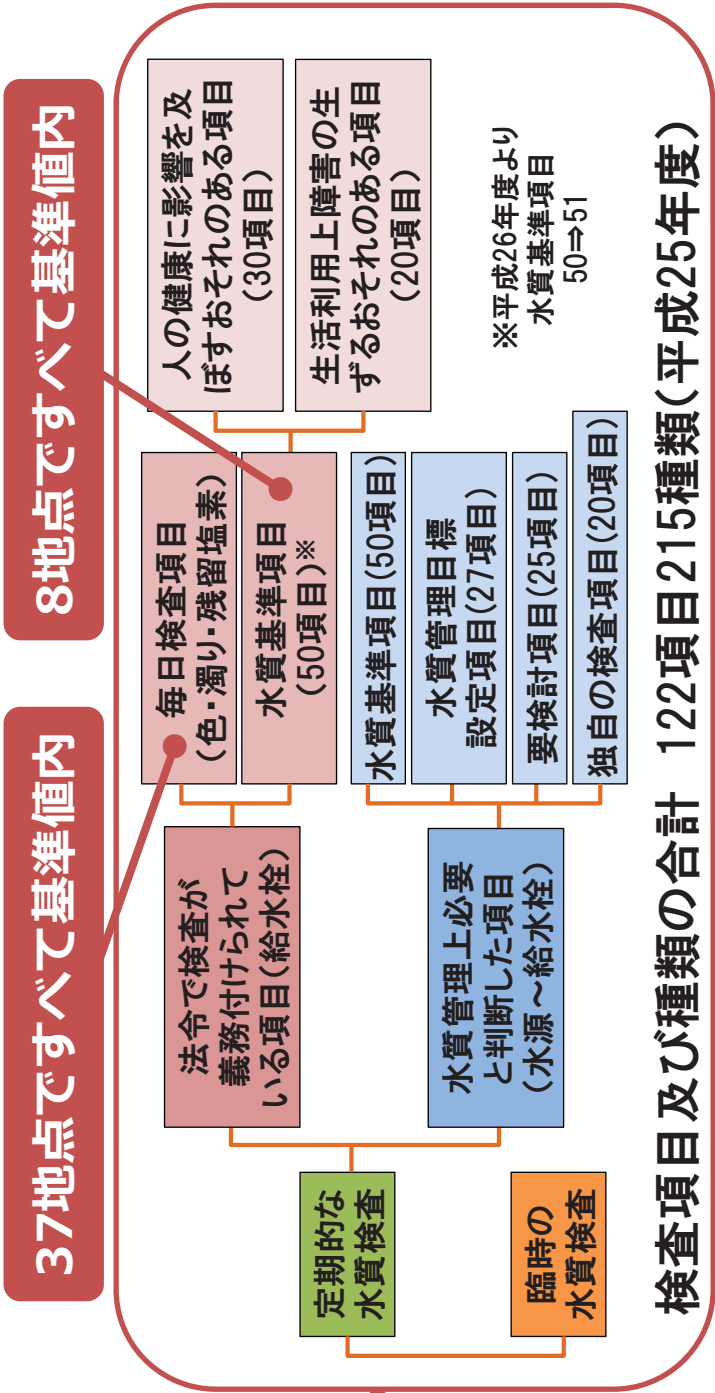 37地点ですべて基準値内
8地点ですべて基準値内
定期的な
水質検査
臨時の
水質検査
法令で検査が
義務付けられて
いる項目(給水栓)
水質管理上必要
と判断した項目
(水源～給水栓)
毎日検査項目
(色・濁り・残留塩素)
水質基準項目
(50項目)※
水質基準項目(50項目)
水質管理目標
設定項目(27項目)
要検討項目(25項目)
独自の検査項目(20項目)
人の健康に影響を及
ぼすおそれのある項目
(30項目)
生活利用上障害の生
ずるおそれのある項目
(20項目)
※平成26年度より
水質基準項目
50⇒51
検査項目及び種類の合計 122項目215種類(平成25年度)